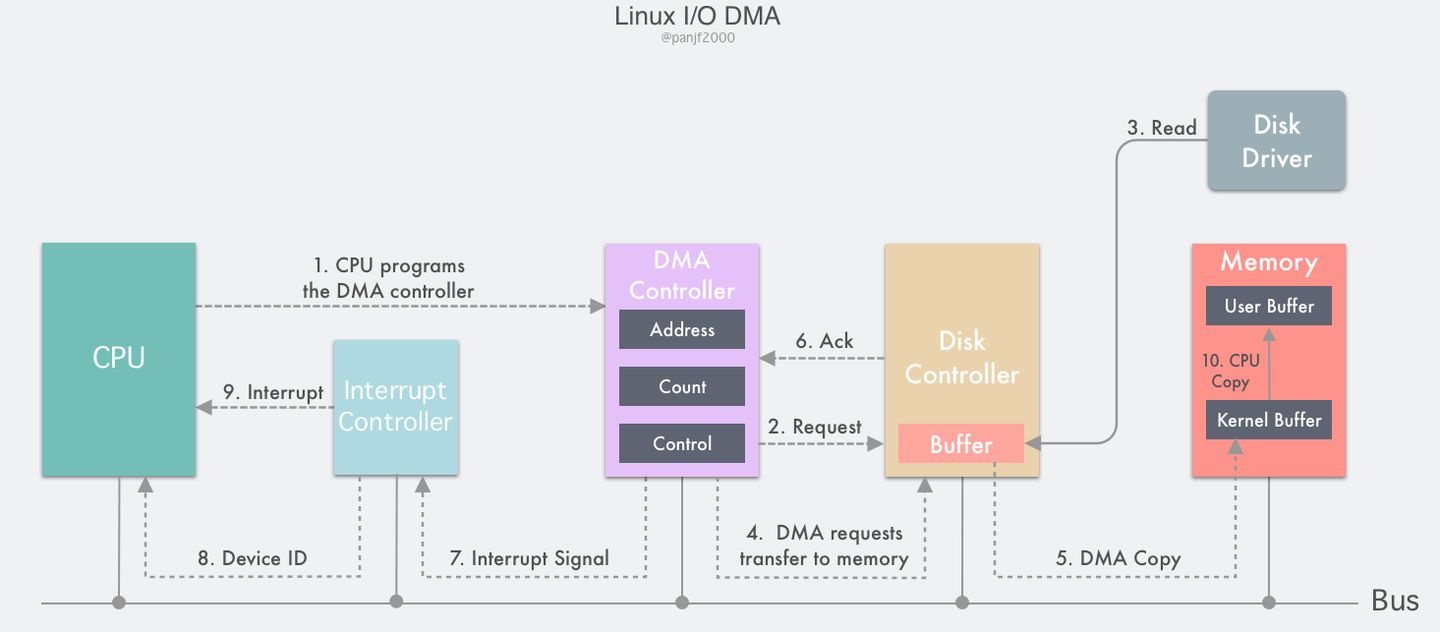 Linux I/O DMA
@panjf2000
3. Read
Disk
Driver
CPU
1. CPU programs
the DMA controller
9. Interrupt
Interrupt
Controller
DMA
Controller
Address
Count
Control
6. Ack
2. Request
Disk
Controller
Buffer
Memory
User Buffer
10. CPU
Copy
Kernel Buffer
8. Device ID
7. Interrupt Signal
4. DMA requests
transfer to memory
5. DMA Copy
Bus